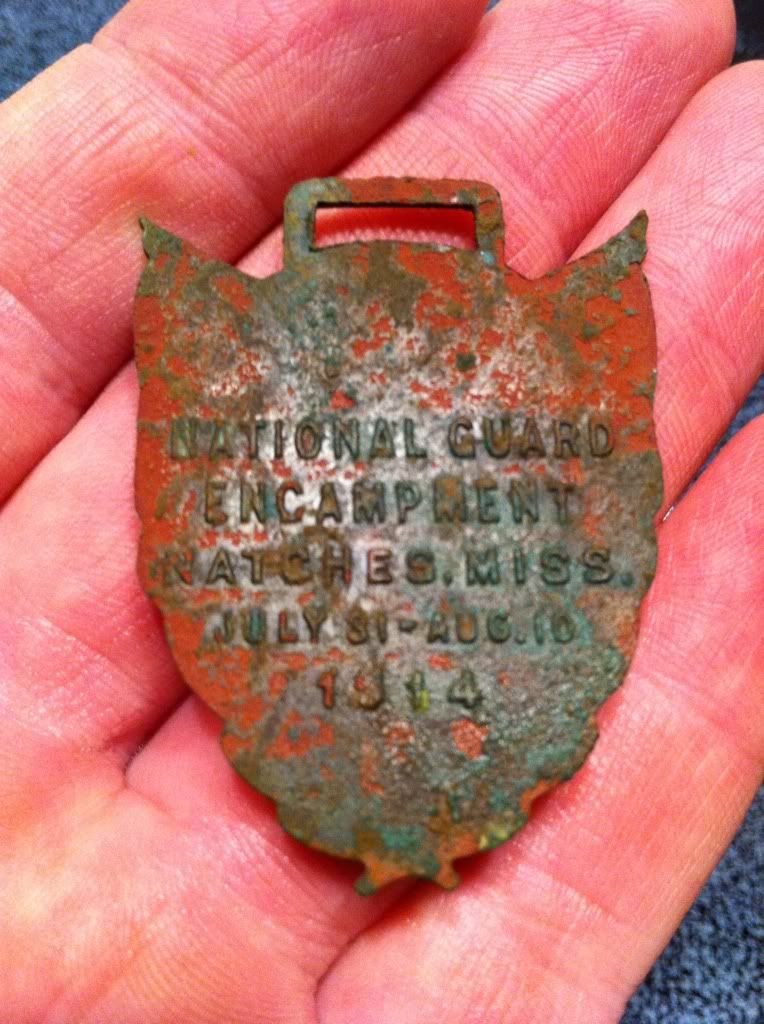 NATIONAL GUARD
ENCAMPMENT
NATCHES, MISS.
JULY 31-AUG. 10
1914